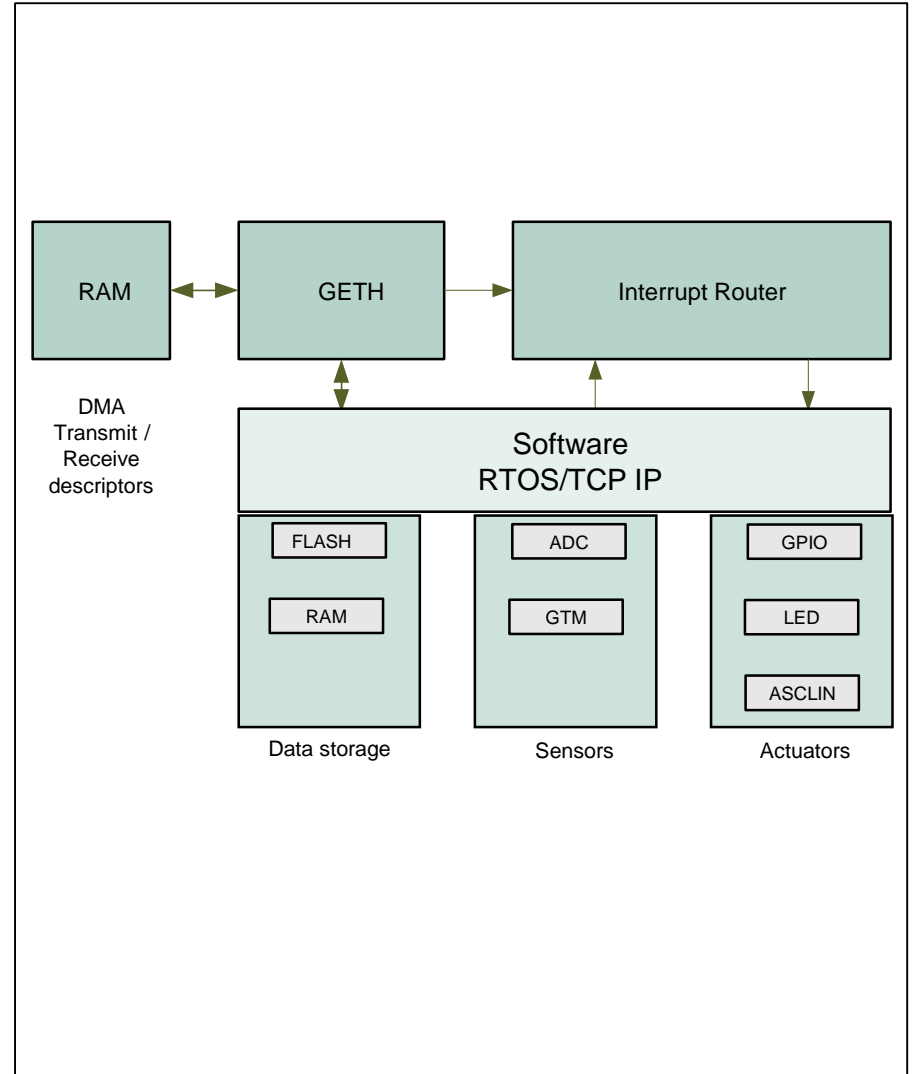 RAM
GETH
Interrupt Router
DMA
Transmit /
Receive
descriptors
Software
RTOS/TCP IP
FLASH
RAM
ADC
GTM
GPIO
LED
ASCLIN
Data storage
Sensors
Actuators